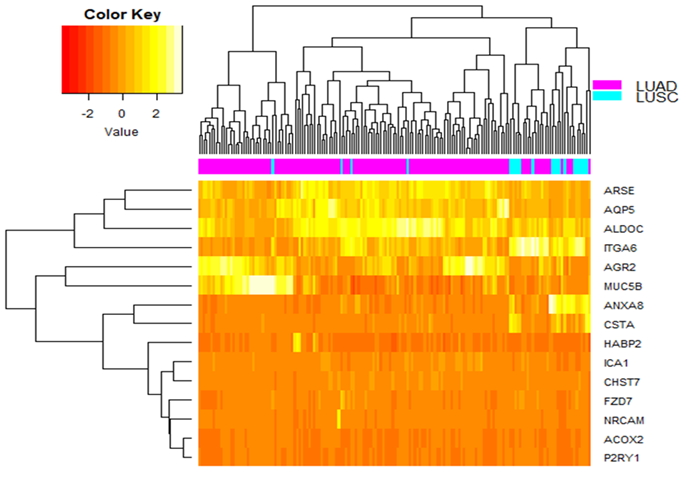 Color Key
-2 0 2
Value
LUAD
LUSC
ARSE
AQP5
ALDOC
ITGA6
AGR2
MUC5B
ANXA8
CSTA
HABP2
ICA1
CHST7
FZD7
NRCAM
ACOX2
P2RY1